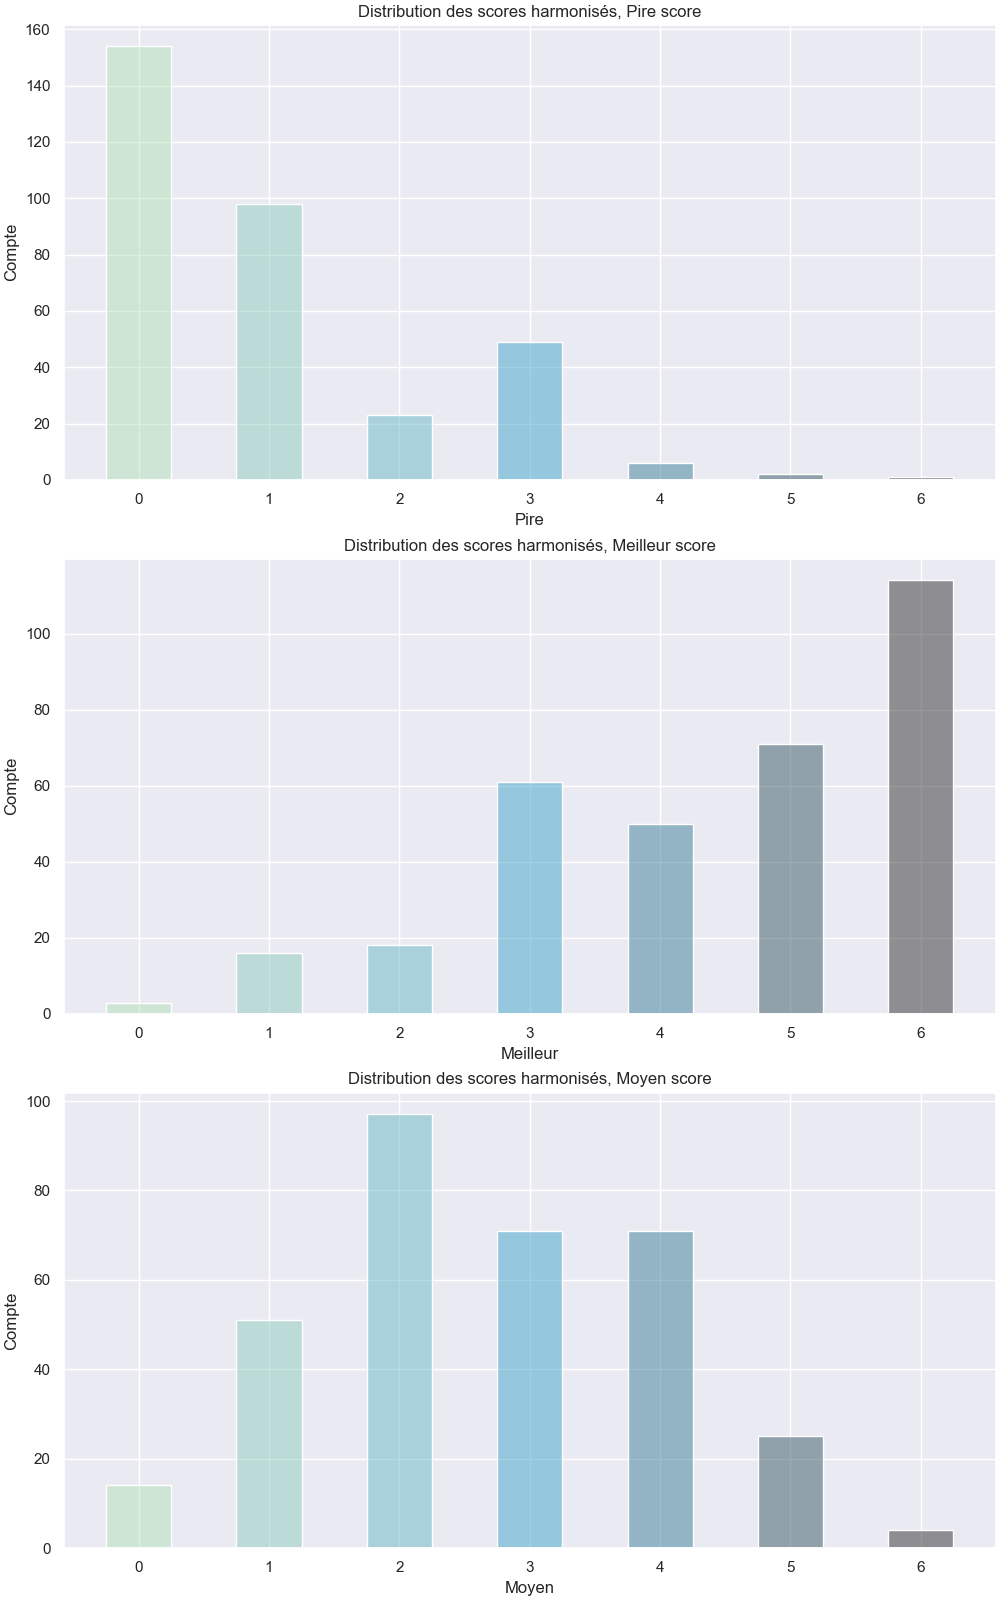 Distribution des scores harmonisés, Pire score
160
140
120
100
80
60
40
20
0
Compte
0 1 2 3 4 5 6
Pire
Distribution des scores harmonisés, Meilleur score
100
80
60
40
20
0
Compte
0 1 2 3 4 5 6
Meilleur
Distribution des scores harmonisés, Moyen score
100
80
60
40
20
0
Compte
0 1 2 3 4 5 6
Moyen